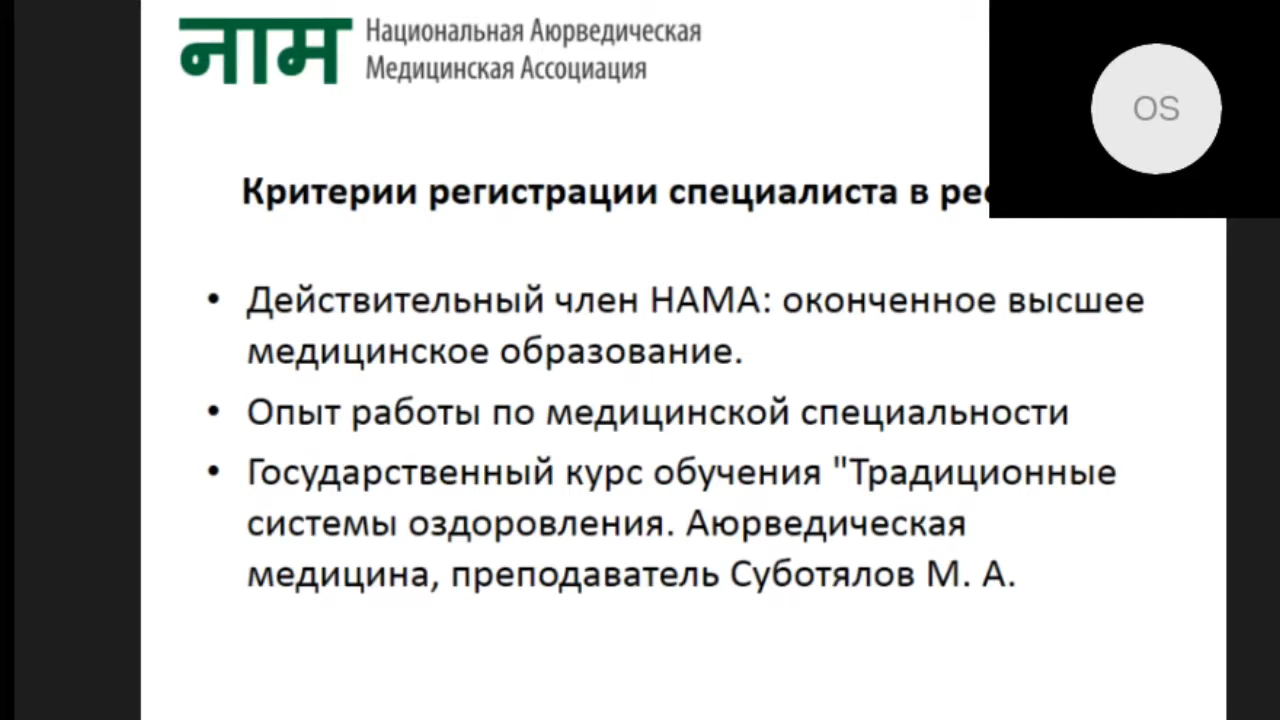 नाम
Национальная Аюрведическая
Медицинская Ассоциация
OS
Критерии регистрации специалиста в
• Действительный член НАМА: оконченное высшее
медицинское образование.
• Опыт работы по медицинской специальности
• Государственный курс обучения "Традиционные
системы оздоровления. Аюрведическая
медицина, преподаватель Суботялов М. А.